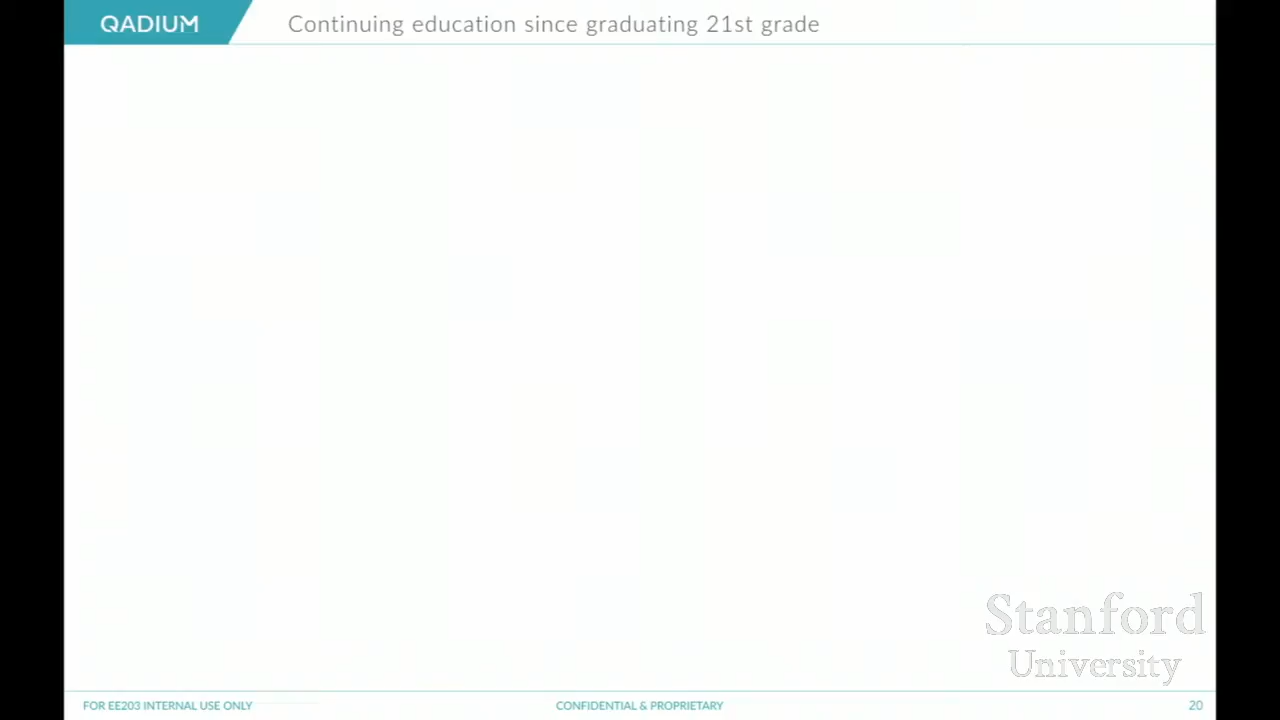 QADIUM
Continuing education since graduating 21st grade
Stanford
University
FOR EE203 INTERNAL USE ONLY
CONFIDENTIAL & PROPRIETARY
20